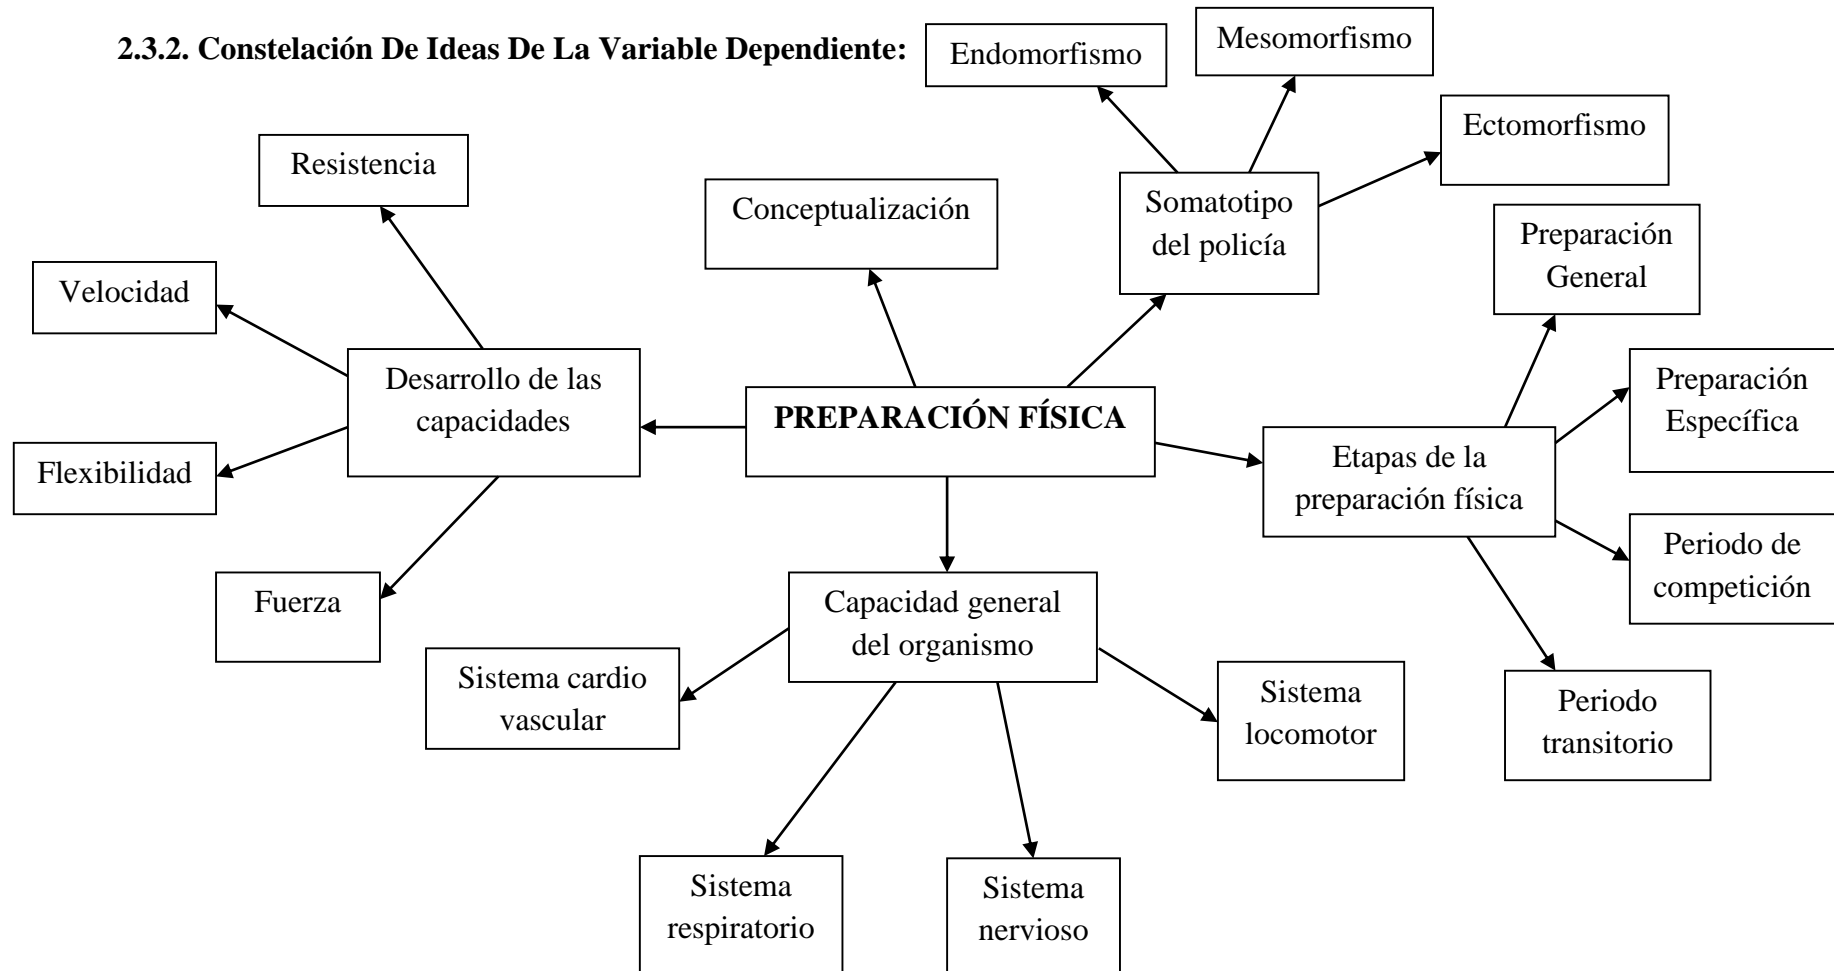 2.3.2. Constelación De Ideas De La Variable Dependiente:
Endomorfismo
Mesomorfismo
Ectomorfismo
Resistencia
Conceptualización
Somatotipo
del policía
Preparación
General
Velocidad
Desarrollo de las
capacidades
PREPARACIÓN FÍSICA
Preparación
Específica
Flexibilidad
Etapas de la
preparación física
Periodo de
competición
Fuerza
Capacidad general
del organismo
Sistema cardio
vascular
Sistema
locomotor
Periodo
transitorio
Sistema
respiratorio
Sistema
nervioso